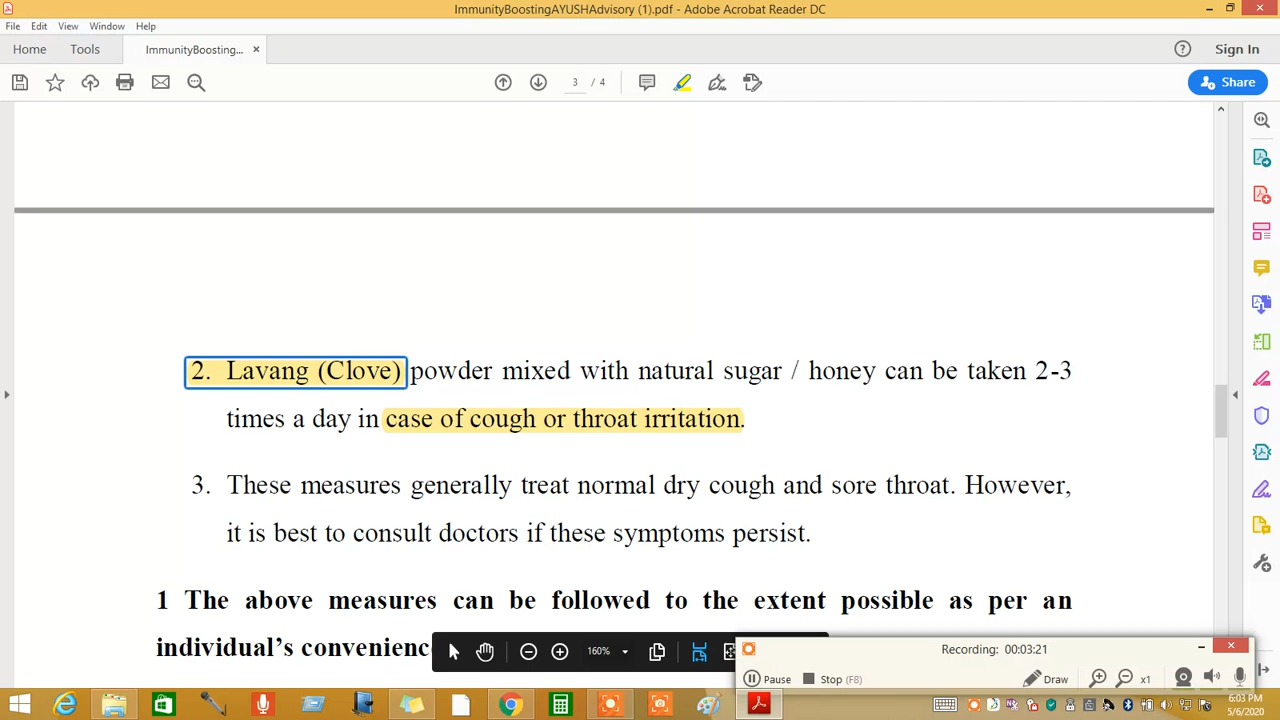 ImmunityBoostingAYUSHAdvisory (1).pdf - Adobe Acrobat Reader DC
File Edit View Window Help
Home Tools ImmunityBoosting... × Sign In
3 / 4
Share
2. Lavang (Clove) powder mixed with natural sugar / honey can be taken 2-3
times a day in case of cough or throat irritation.
3. These measures generally treat normal dry cough and sore throat. However,
it is best to consult doctors if these symptoms persist.
1 The above measures can be followed to the extent possible as per an
individual's convenienc
160%
Recording: 00:03:21
Pause Stop (F8) Draw x1
6:03 PM
5/6/2020